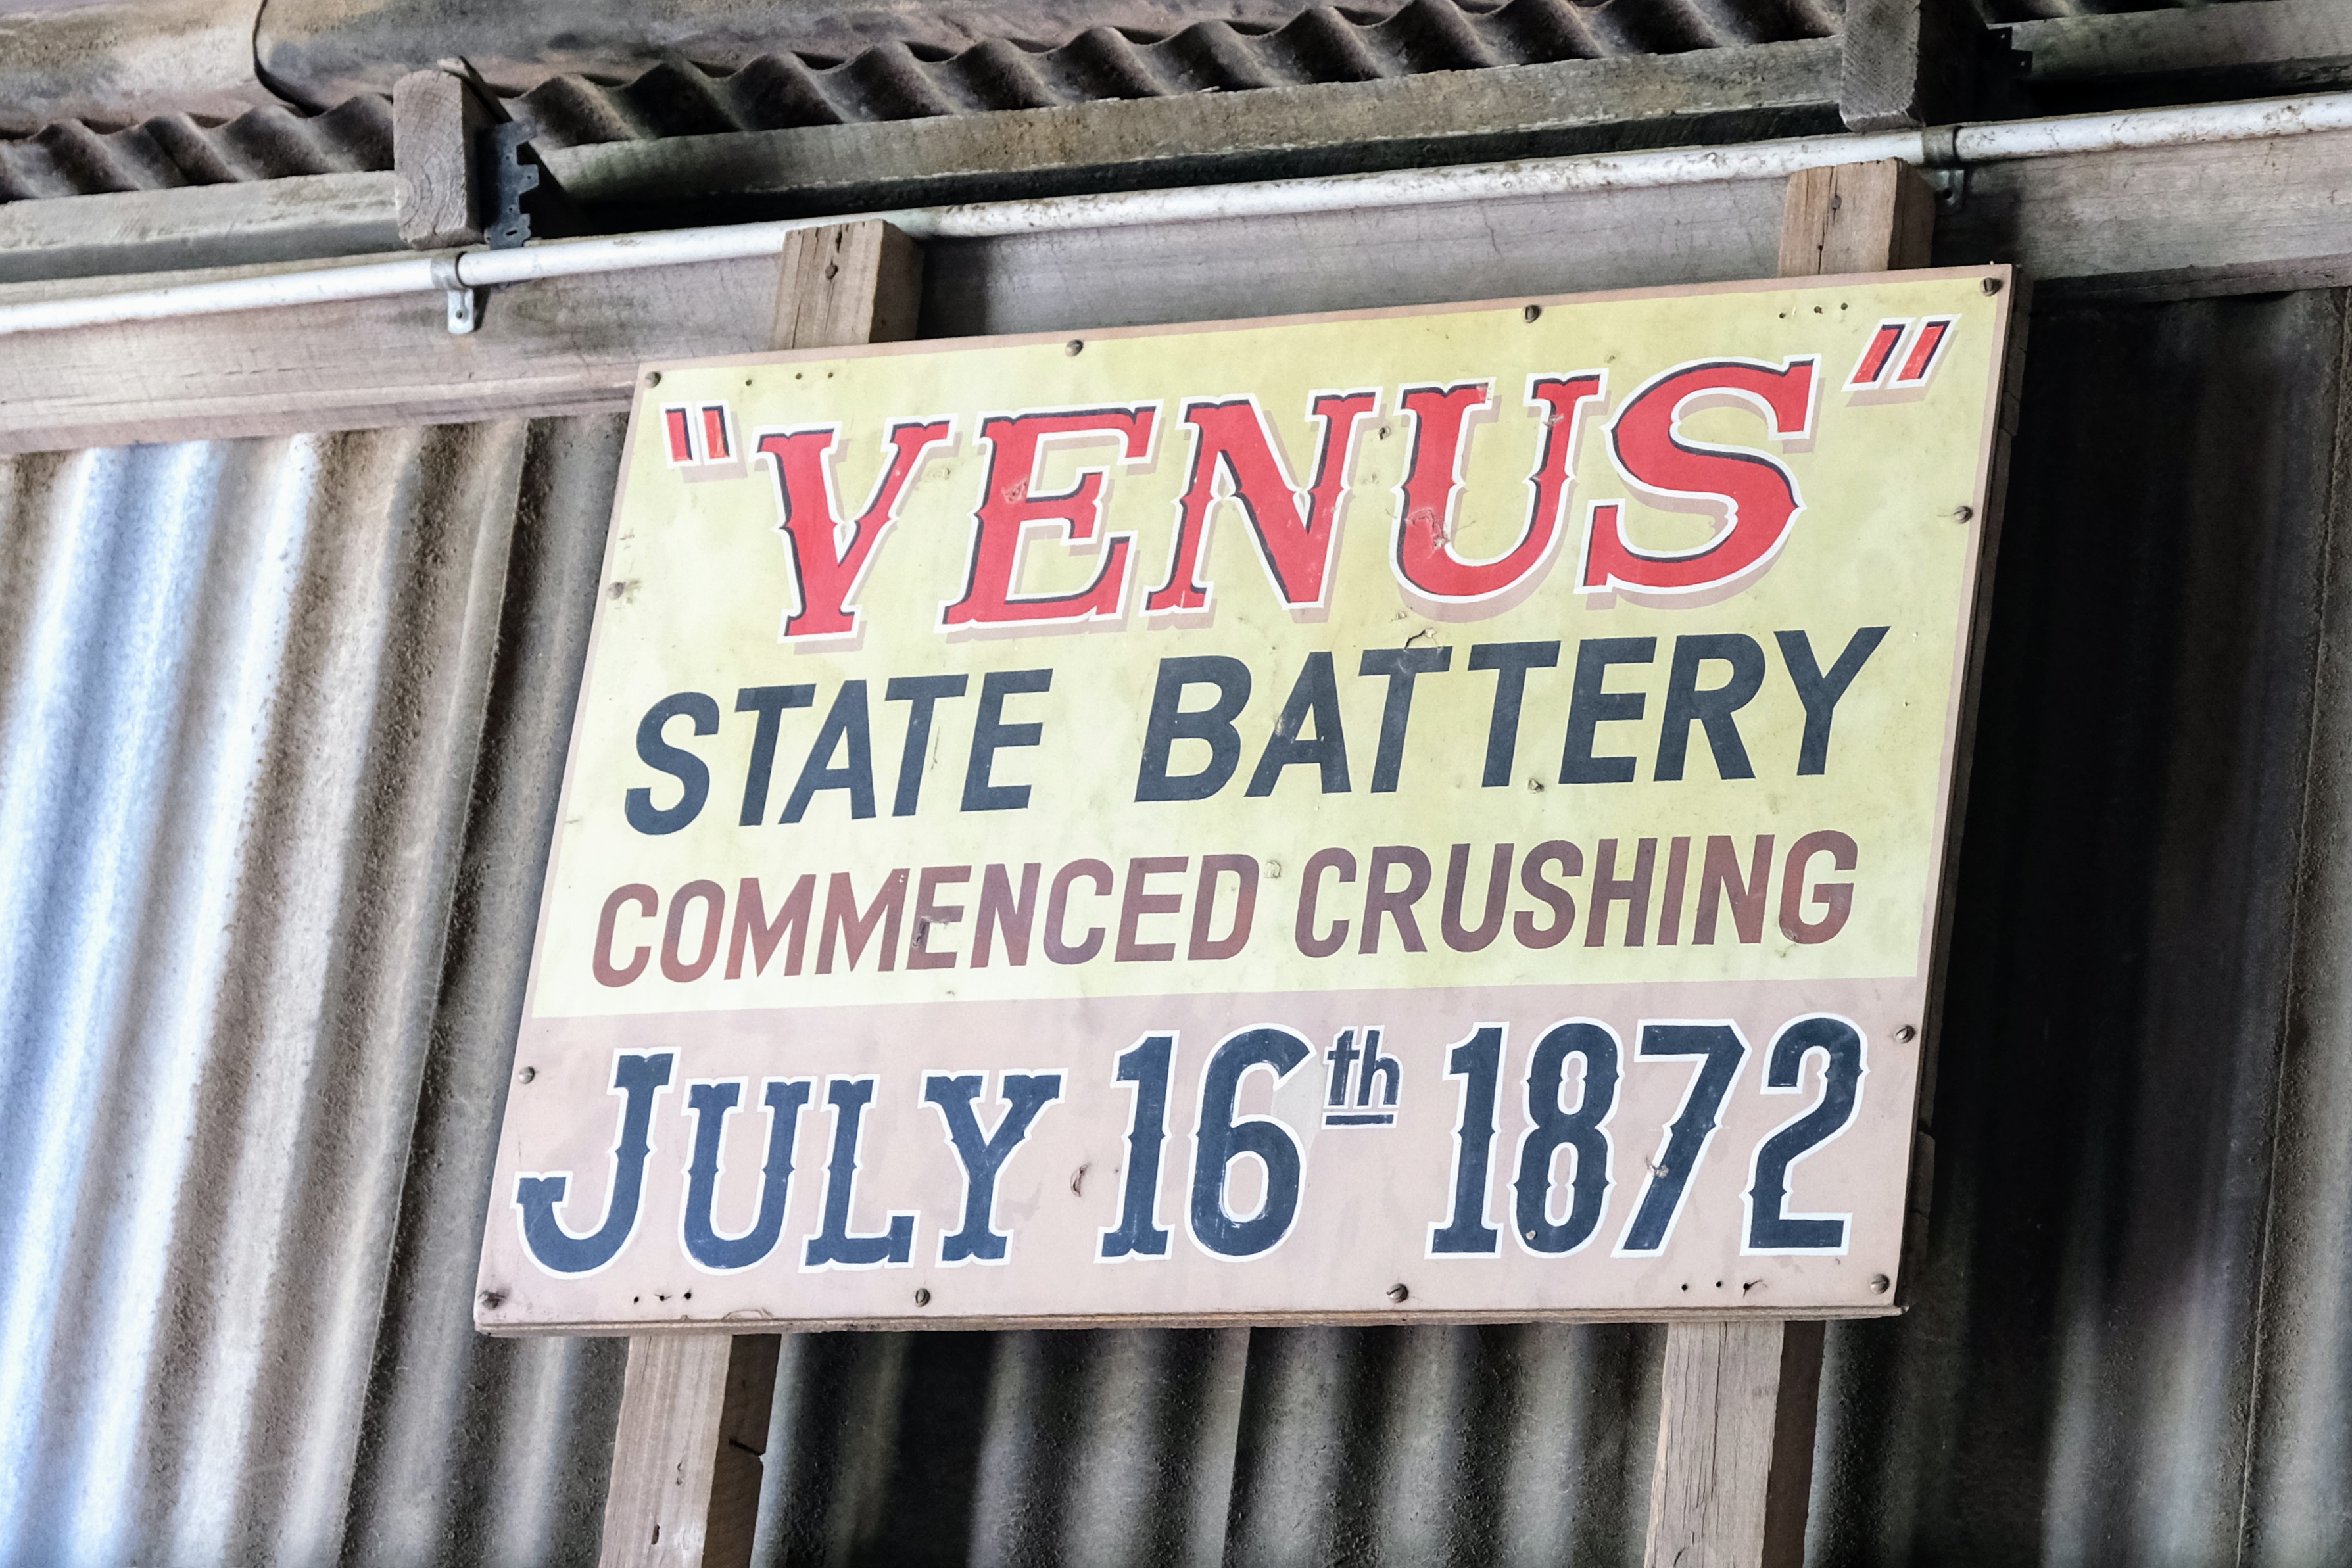 "VENUS"
STATE BATTERY
COMMENCED CRUSHING
JULY 16th 1872